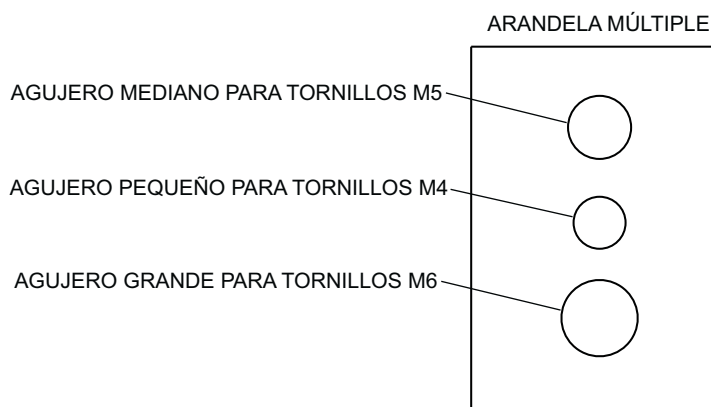 ARANDELA MÚLTIPLE
AGUJERO MEDIANO PARA TORNILLOS M5
AGUJERO PEQUEÑO PARA TORNILLOS M4
AGUJERO GRANDE PARA TORNILLOS M6